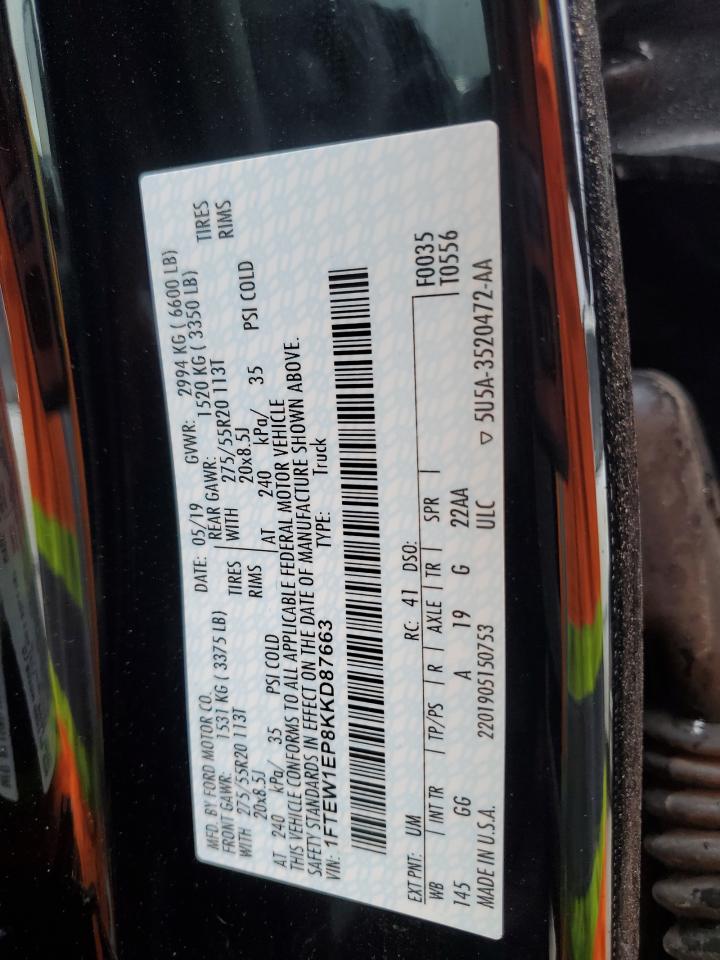 MFD. BY FORD MOTOR CO. DATE: 05/19 GVWR: 2994 KG ( 6600 LB)
FRONT GAWR: 1531 KG ( 3375 LB) REAR GAWR: 1520 KG ( 3350 LB)
WITH 275/55R20 113T TIRES WITH 275/55R20 113T TIRES
20x8.5J RIMS 20x8.5J RIMS
AT 240 kPa/ 35 PSI COLD AT 240 kPa/ 35 PSI COLD
THIS VEHICLE CONFORMS TO ALL APPLICABLE FEDERAL MOTOR VEHICLE
SAFETY STANDARDS IN EFFECT ON THE DATE OF MANUFACTURE SHOWN ABOVE.
VIN: 1FTEW1EP8KKD87663 TYPE: Truck
EXT PNT: UM RC: 41 DSO: F0035
WB INT TR TP/PS R AXLE TR SPR T0556
145 GG A 19 G 22AA
MADE IN U.S.A. 2201905150753 ULC ▽ 5U5A-3520472-AA